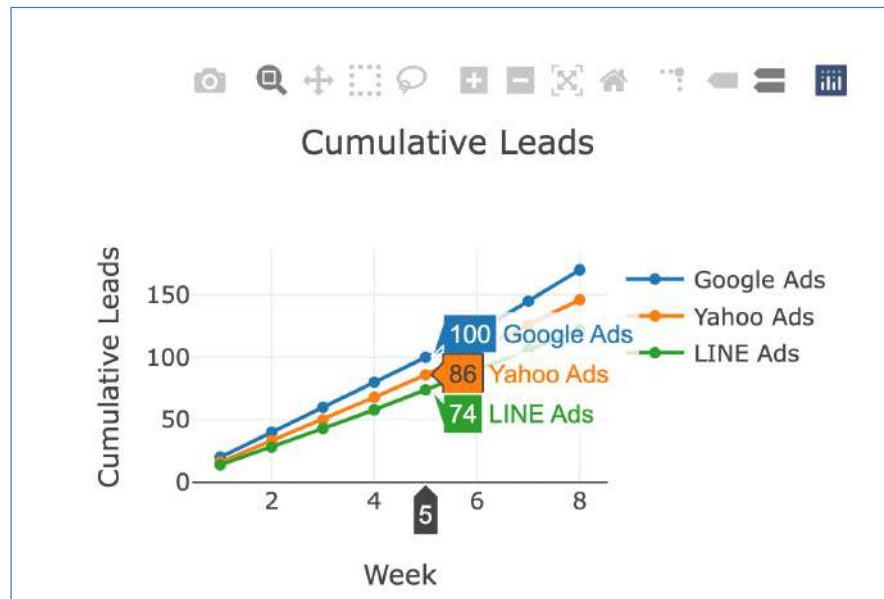 Cumulative Leads
Cumulative Leads
150
100
50
0
Google Ads
Yahoo Ads
LINE Ads
100 Google Ads
86 Yahoo Ads
74 LINE Ads
2 4 6 8
5
Week